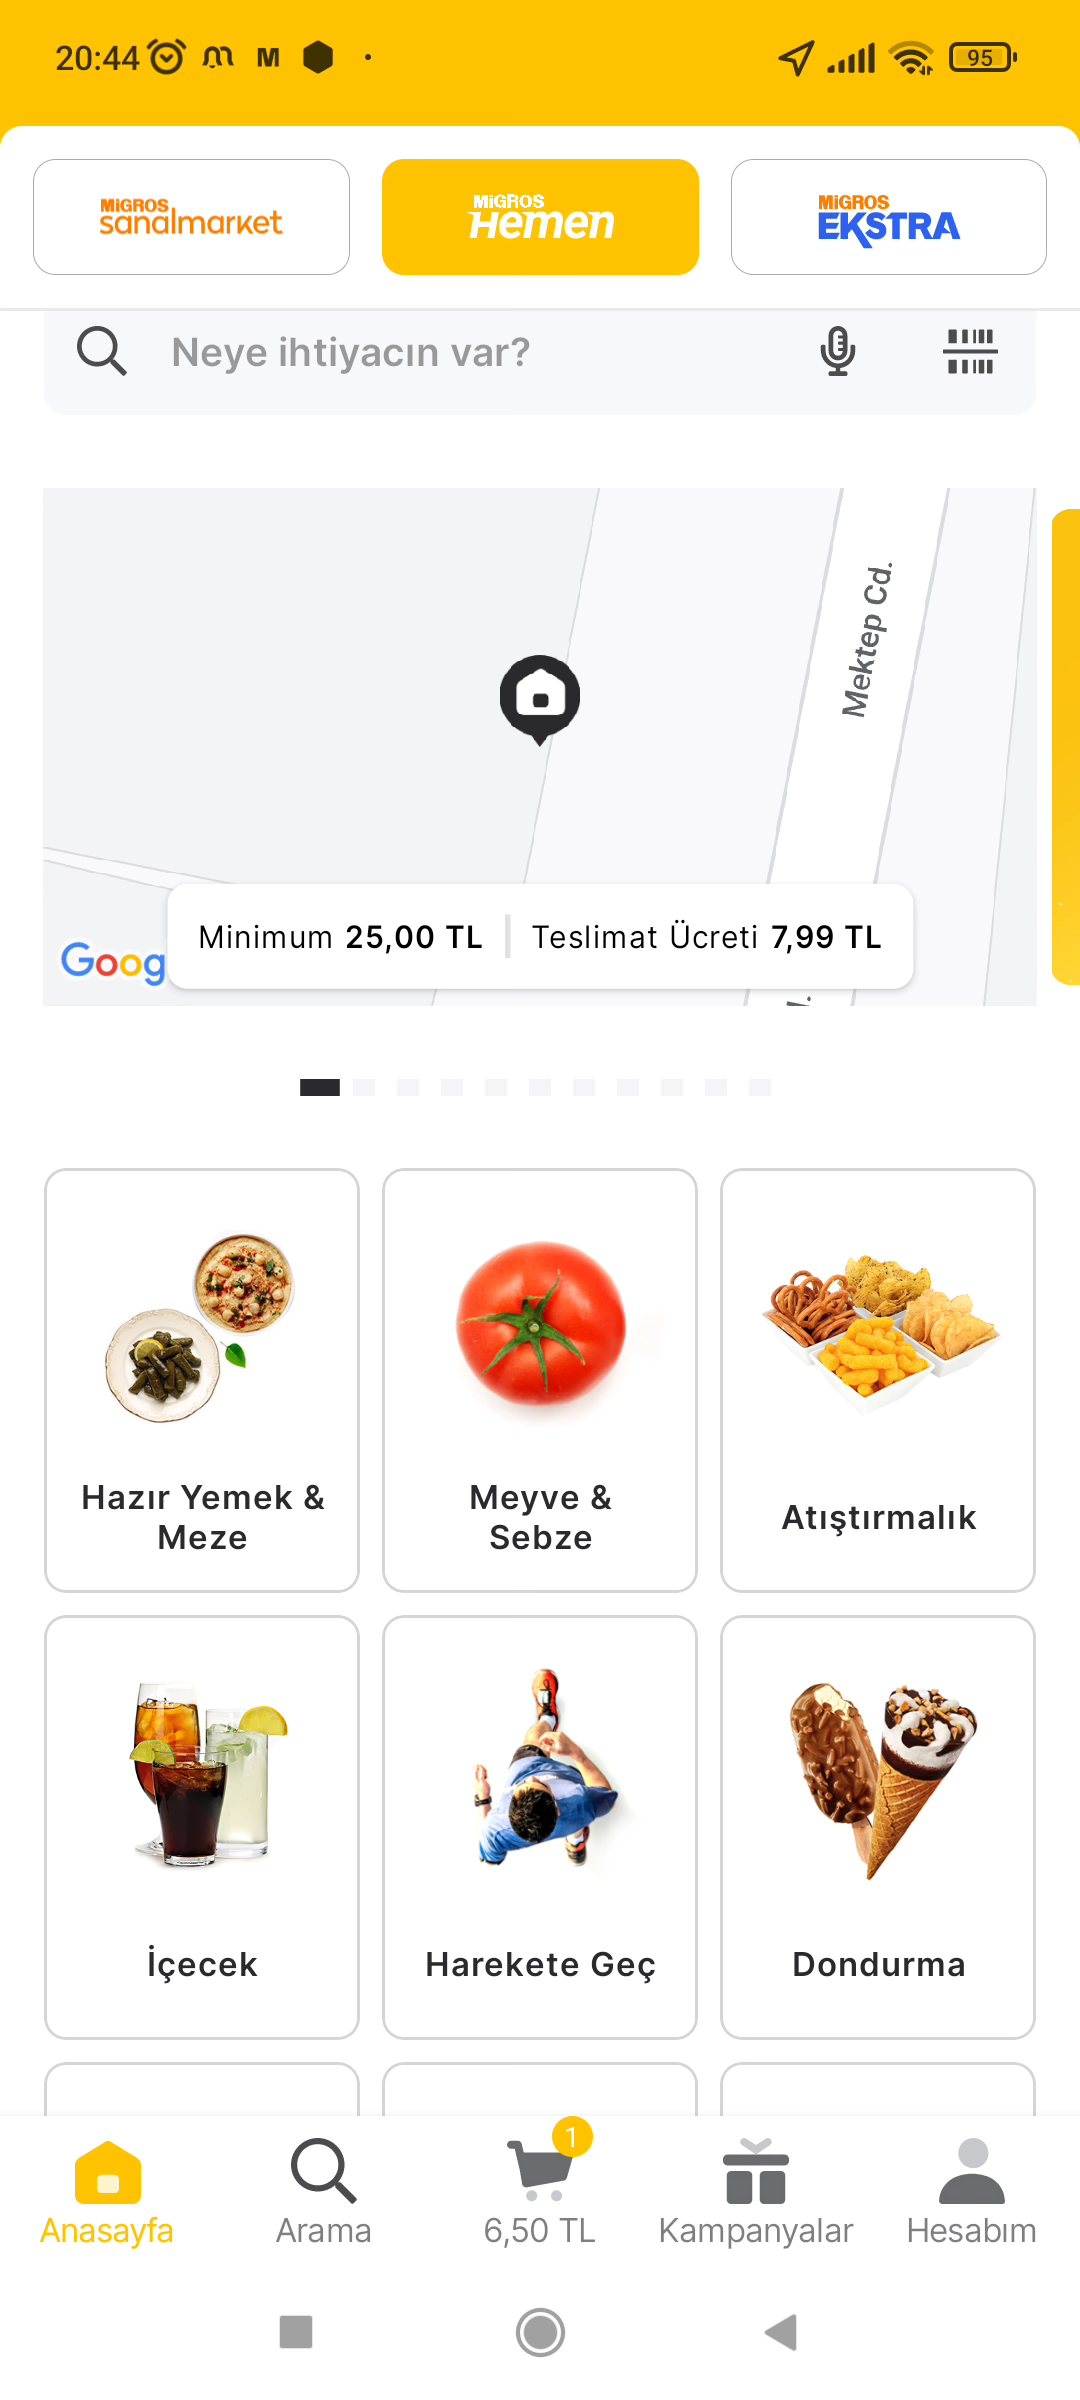 20:44
95
MiGROS
sanalmarket
MiGROS
Hemen
MiGROS
EKSTRA
Neye ihtiyacın var?
Mektep Cd.
Minimum 25,00 TL
Teslimat Ücreti 7,99 TL
Goog
Hazır Yemek &
Meze
Meyve &
Sebze
Atıştırmalık
İçecek
Harekete Geç
Dondurma
1
Anasayfa
Arama
6,50 TL
Kampanyalar
Hesabım